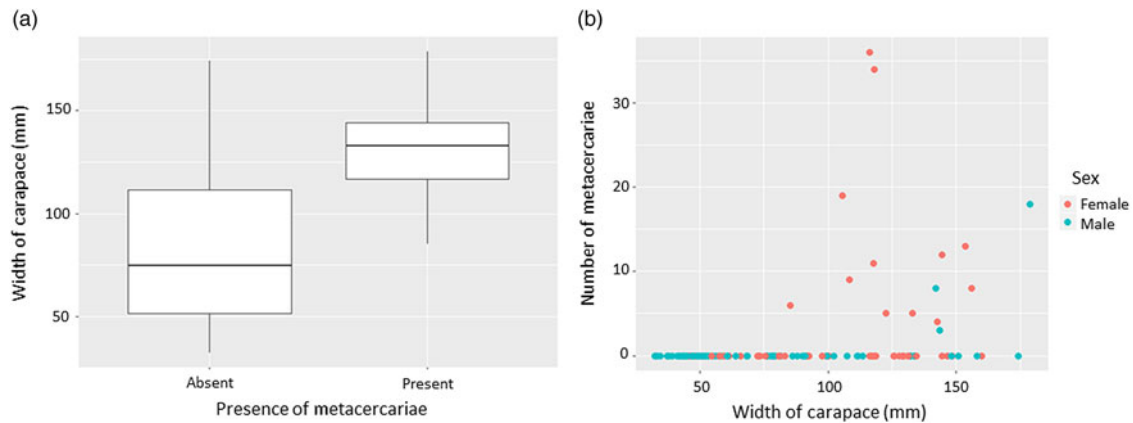 (a)
Width of carapace (mm)
150
100
50
Absent
Present
Presence of metacercariae
(b)
Number of metacercariae
30
20
10
0
50
100
150
Width of carapace (mm)
Sex
Female
Male